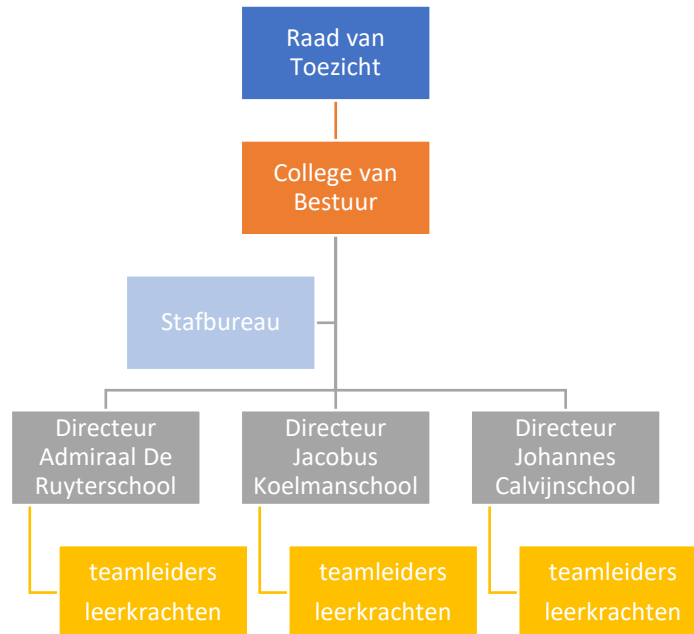 Raad van
Toezicht
College van
Bestuur
Stafbureau
Directeur
Admiraal De
Ruyterschool
Directeur
Jacobus
Koelmanschool
Directeur
Johannes
Calvijnschool
teamleiders
leerkrachten
teamleiders
leerkrachten
teamleiders
leerkrachten